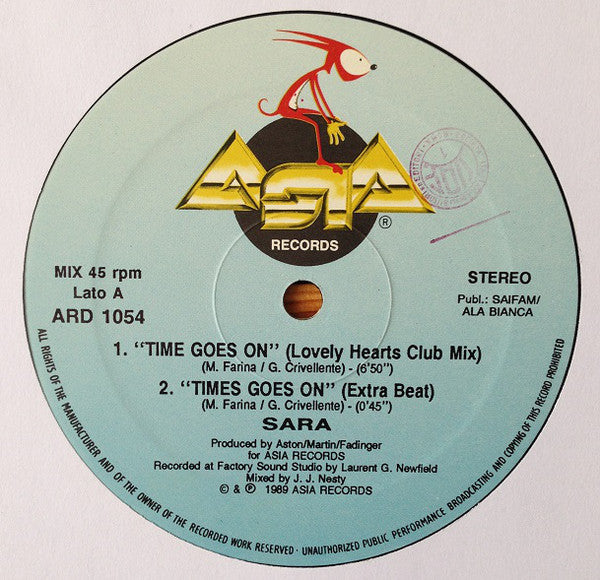 ASIA
®
RECORDS
MIX 45 rpm
Lato A
ARD 1054
STEREO
Publ.: SAIFAM/
ALA BIANCA
1. "TIME GOES ON" (Lovely Hearts Club Mix)
(M. Farina / G. Crivellente) - (6'50")
2. "TIMES GOES ON" (Extra Beat)
(M. Farina / G. Crivellente) - (0'45")
SARA
Produced by Aston/Martin/Fadinger
for ASIA RECORDS
Recorded at Factory Sound Studio by Laurent G. Newfield
Mixed by J. J. Nesty
© & ℗ 1989 ASIA RECORDS
ALL RIGHTS OF THE MANUFACTURER AND OF THE OWNER OF THE RECORDED WORK RESERVED - UNAUTHORIZED PUBLIC PERFORMANCE BROADCASTING AND COPYING OF THIS RECORD PROHIBITED